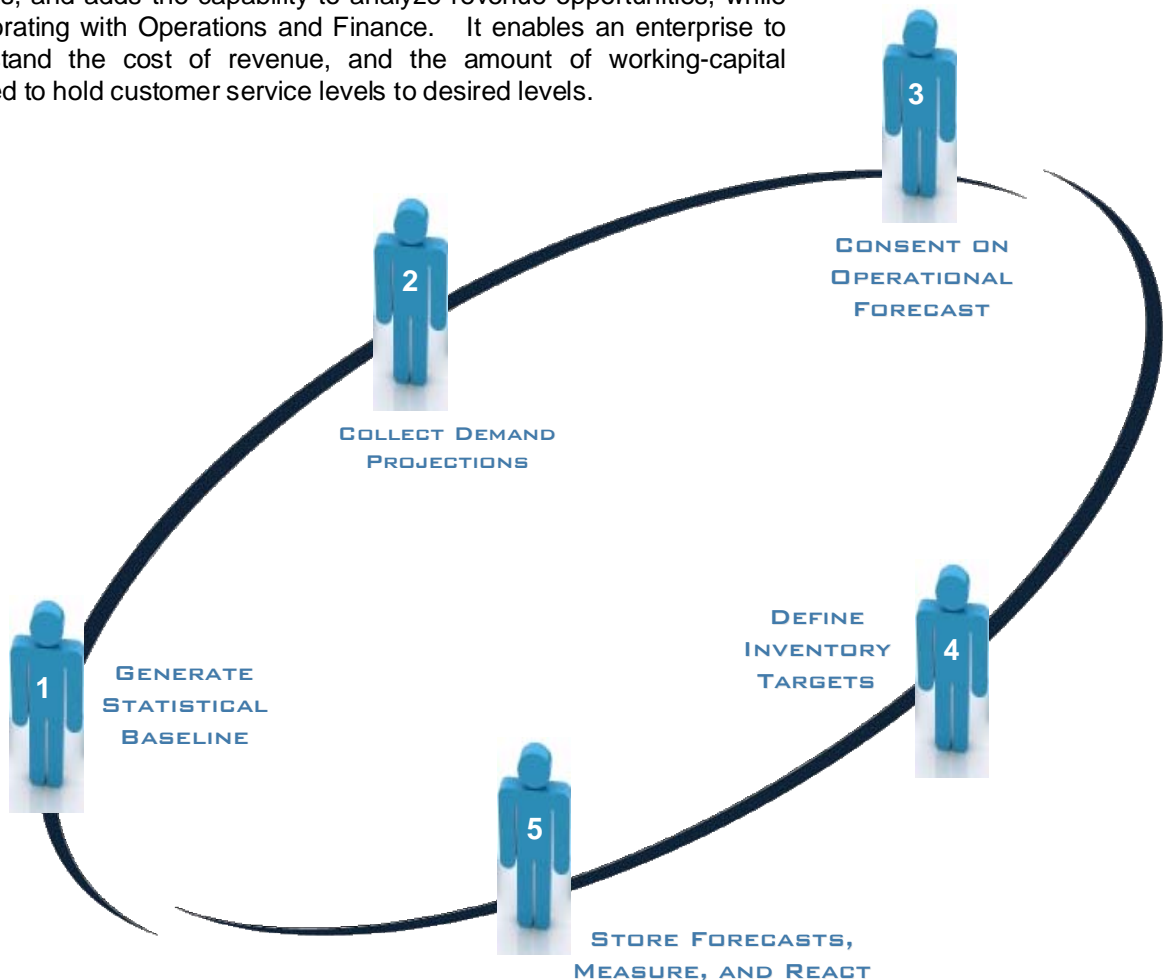 and adds the capability to analyze revenue opportunities, while
orating with Operations and Finance. It enables an enterprise to
tand the cost of revenue, and the amount of working-capital
ed to hold customer service levels to desired levels.
3
CONSENT ON
OPERATIONAL
FORECAST
2
COLLECT DEMAND
PROJECTIONS
DEFINE
INVENTORY
TARGETS
4
1
GENERATE
STATISTICAL
BASELINE
5
STORE FORECASTS,
MEASURE, AND REACT